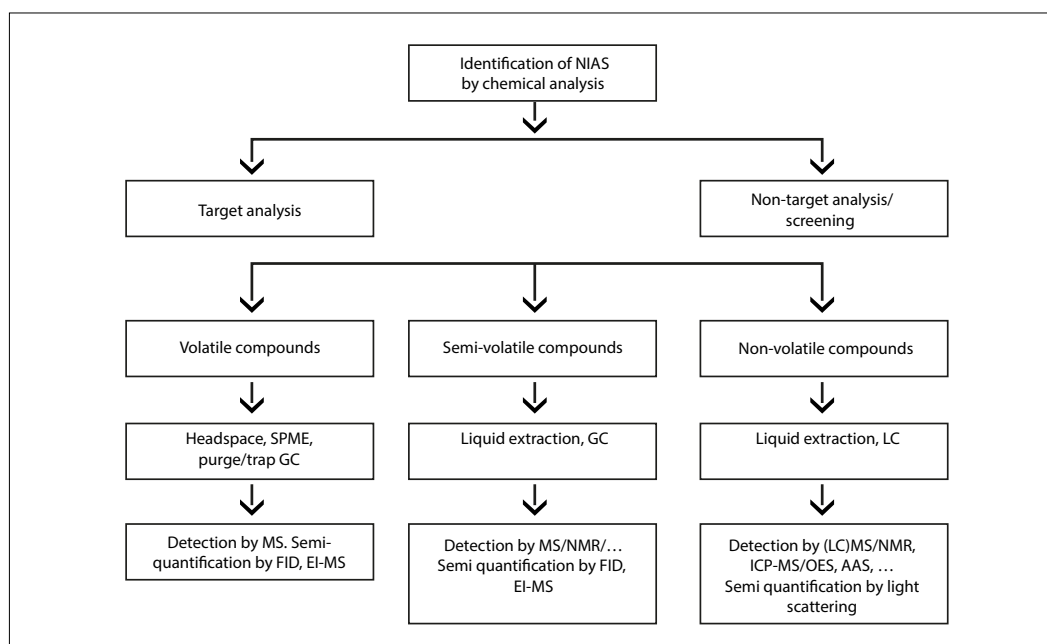 Identification of NIAS
by chemical analysis
Target analysis
Non-target analysis/
screening
Volatile compounds
Semi-volatile compounds
Non-volatile compounds
Headspace, SPME,
purge/trap GC
Liquid extraction, GC
Liquid extraction, LC
Detection by MS. Semi-
quantification by FID, EI-MS
Detection by MS/NMR/…
Semi quantification by FID,
EI-MS
Detection by (LC)MS/NMR,
ICP-MS/OES, AAS, …
Semi quantification by light
scattering